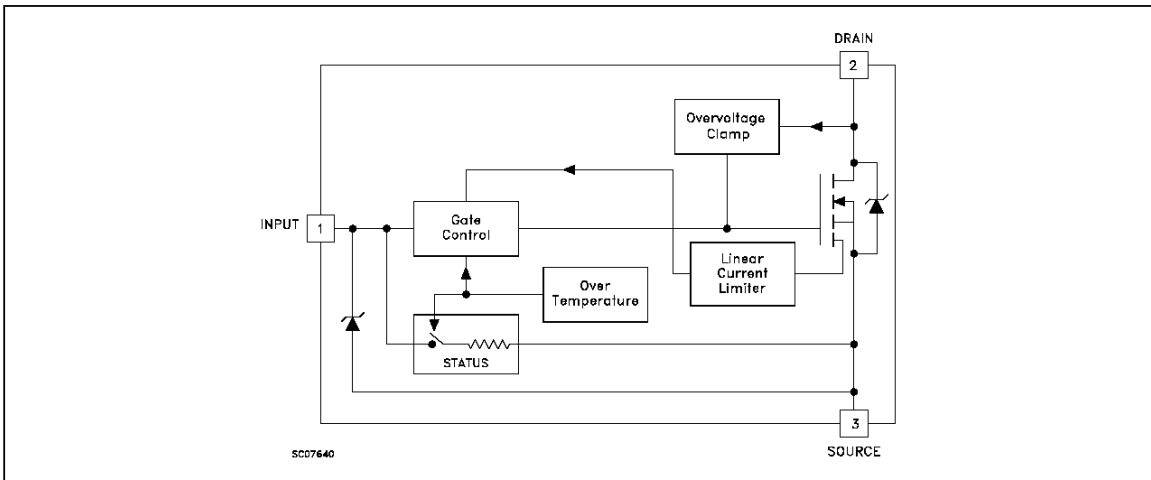 DRAIN
2
Overvoltage
Clamp
INPUT
1
Gate
Control
Linear
Current
Limiter
Over
Temperature
STATUS
3
SOURCE
SC07640